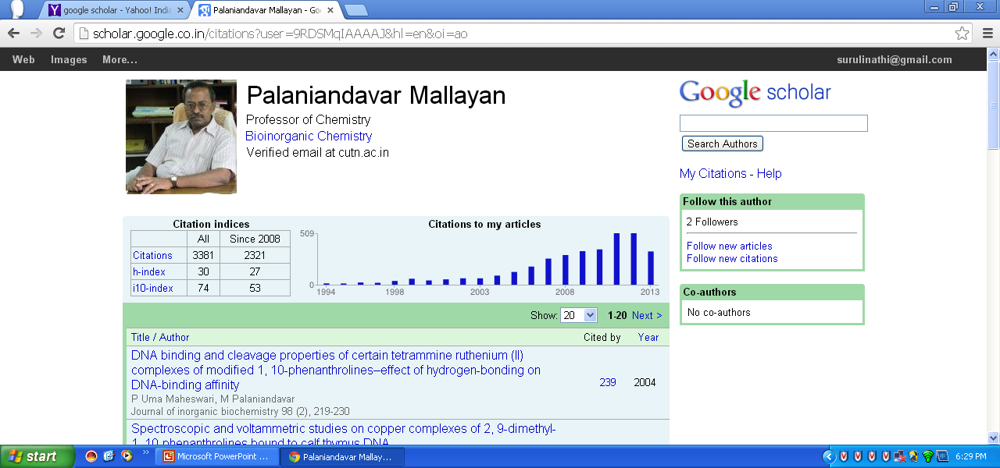 google scholar - Yahoo! Indi
Palaniandavar Mallayan - Go
scholar.google.co.in/citations?user=9RDSMqIAAAAJ&hl=en&oi=ao
Web Images More... surulinathi@gmail.com
Palaniandavar Mallayan
Professor of Chemistry
Bioinorganic Chemistry
Verified email at cutn.ac.in
Google scholar
Search Authors
My Citations - Help
Follow this author
2 Followers
Follow new articles
Follow new citations
Co-authors
No co-authors
Citation indices
All Since 2008
Citations 3381 2321
h-index 30 27
i10-index 74 53
Citations to my articles
509
0
1994 1998 2003 2008 2013
Show: 20 1-20 Next >
Title / Author Cited by Year
DNA binding and cleavage properties of certain tetrammine ruthenium (II)
complexes of modified 1, 10-phenanthrolines–effect of hydrogen-bonding on
DNA-binding affinity
239 2004
P Uma Maheswari, M Palaniandavar
Journal of inorganic biochemistry 98 (2), 219-230
Spectroscopic and voltammetric studies on copper complexes of 2, 9-dimethyl-
1, 10-phenanthrolines bound to calf thymus DNA
start
Microsoft PowerPoint ...
Palaniandavar Mallay...
6:29 PM